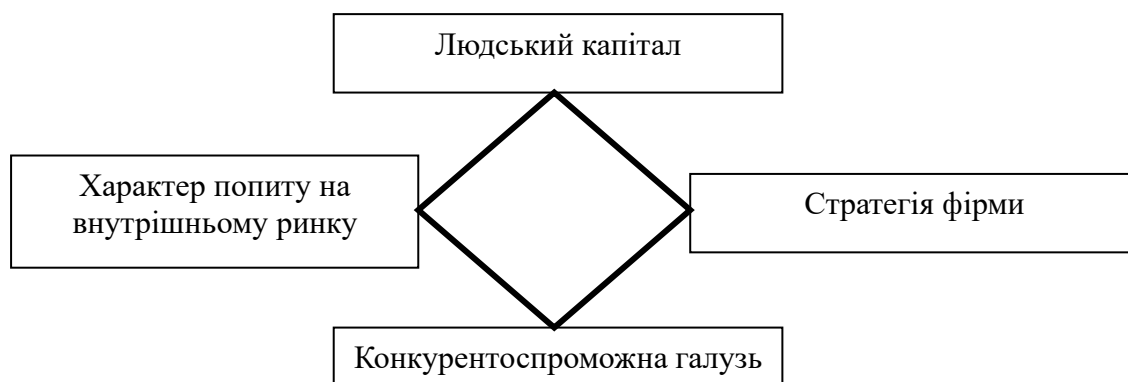 Людський капітал
Характер попиту на
внутрішньому ринку
Стратегія фірми
Конкурентоспроможна галузь